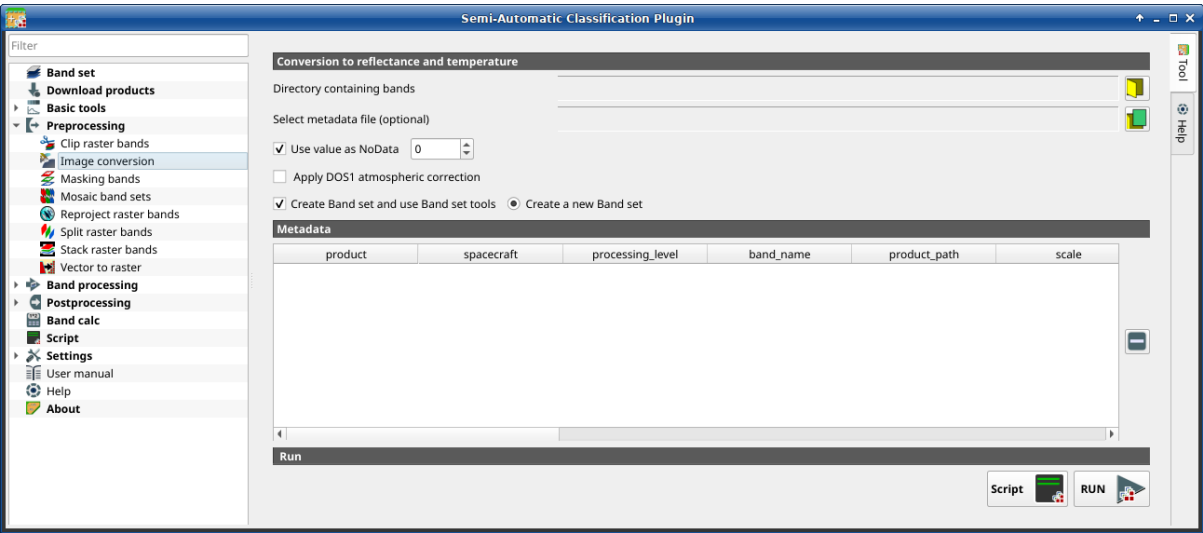 Semi-Automatic Classification Plugin
Filter
Band set
Download products
Basic tools
Preprocessing
Clip raster bands
Image conversion
Masking bands
Mosaic band sets
Reproject raster bands
Split raster bands
Stack raster bands
Vector to raster
Band processing
Postprocessing
Band calc
Script
Settings
User manual
Help
About
Conversion to reflectance and temperature
Directory containing bands
Select metadata file (optional)
Use value as NoData 0
Apply DOS1 atmospheric correction
Create Band set and use Band set tools Create a new Band set
Metadata
product spacecraft processing_level band_name product_path scale
Run
Script RUN
Tool
Help